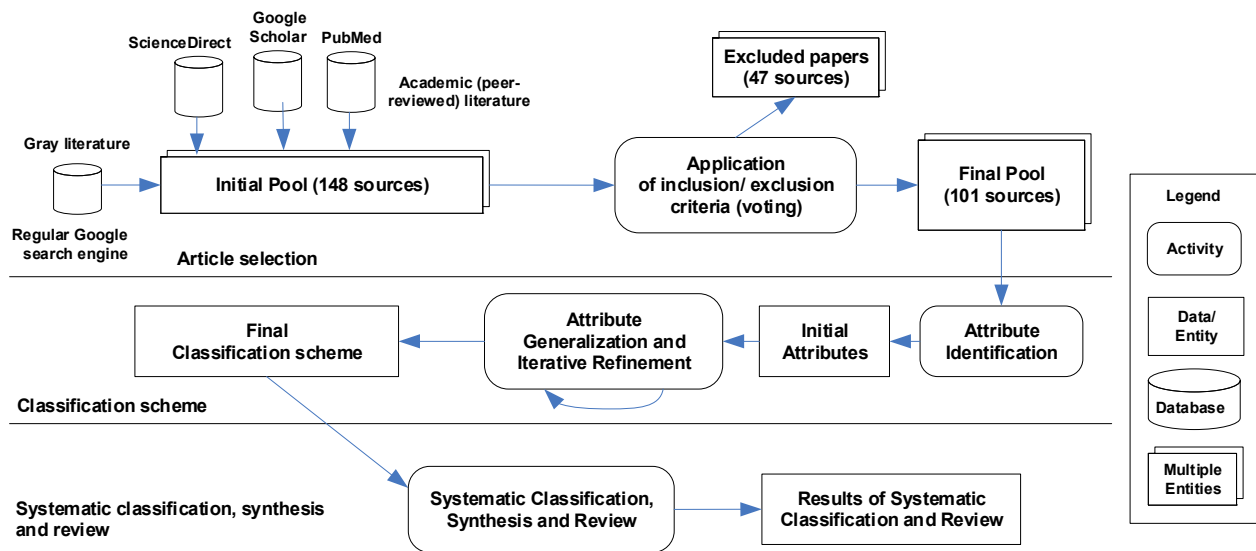 ScienceDirect
Google
Scholar
PubMed
Academic (peer-
reviewed) literature
Gray literature
Regular Google
search engine
Initial Pool (148 sources)
Excluded papers
(47 sources)
Application
of inclusion/ exclusion
criteria (voting)
Final Pool
(101 sources)
Article selection
Final
Classification scheme
Attribute
Generalization and
Iterative Refinement
Initial
Attributes
Attribute
Identification
Classification scheme
Systematic classification, synthesis
and review
Systematic Classification,
Synthesis and Review
Results of Systematic
Classification and Review
Legend
Activity
Data/
Entity
Database
Multiple
Entities